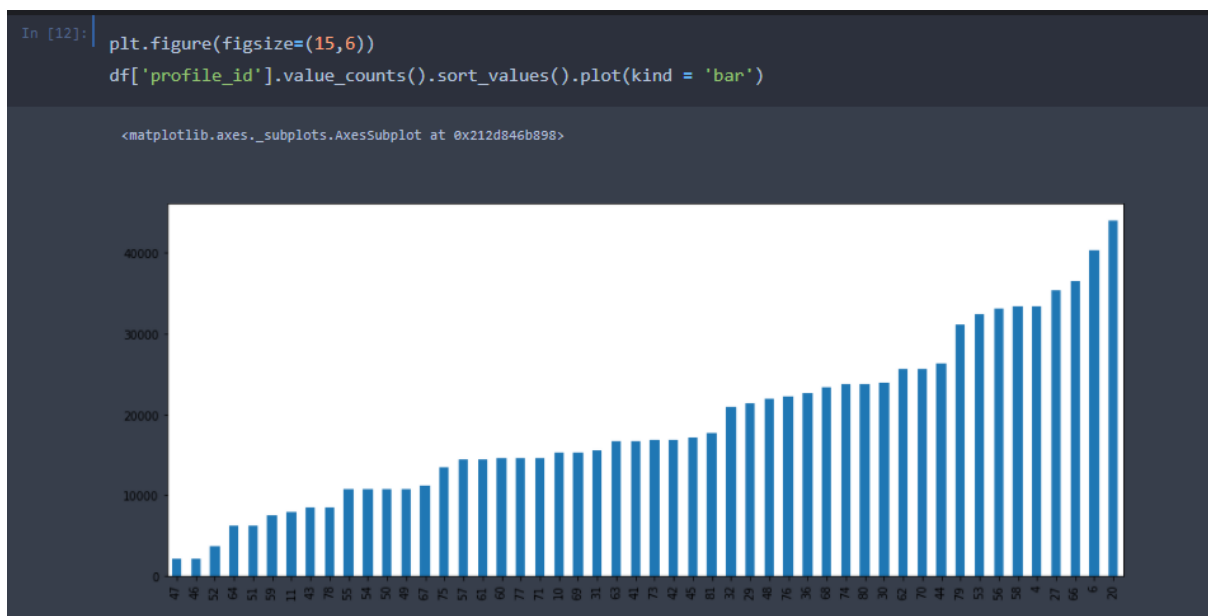 In [12]:
plt.figure(figsize=(15,6))
df['profile_id'].value_counts().sort_values().plot(kind = 'bar')
<matplotlib.axes._subplots.AxesSubplot at 0x212d846b898>
40000
30000
20000
10000
0
47 46 52 64 51 59 11 43 78 55 54 50 49 67 75 57 61 60 77 71 10 69 31 63 41 73 42 45 81 32 29 48 76 36 68 74 80 30 62 70 44 79 53 56 58 4 27 66 6 20